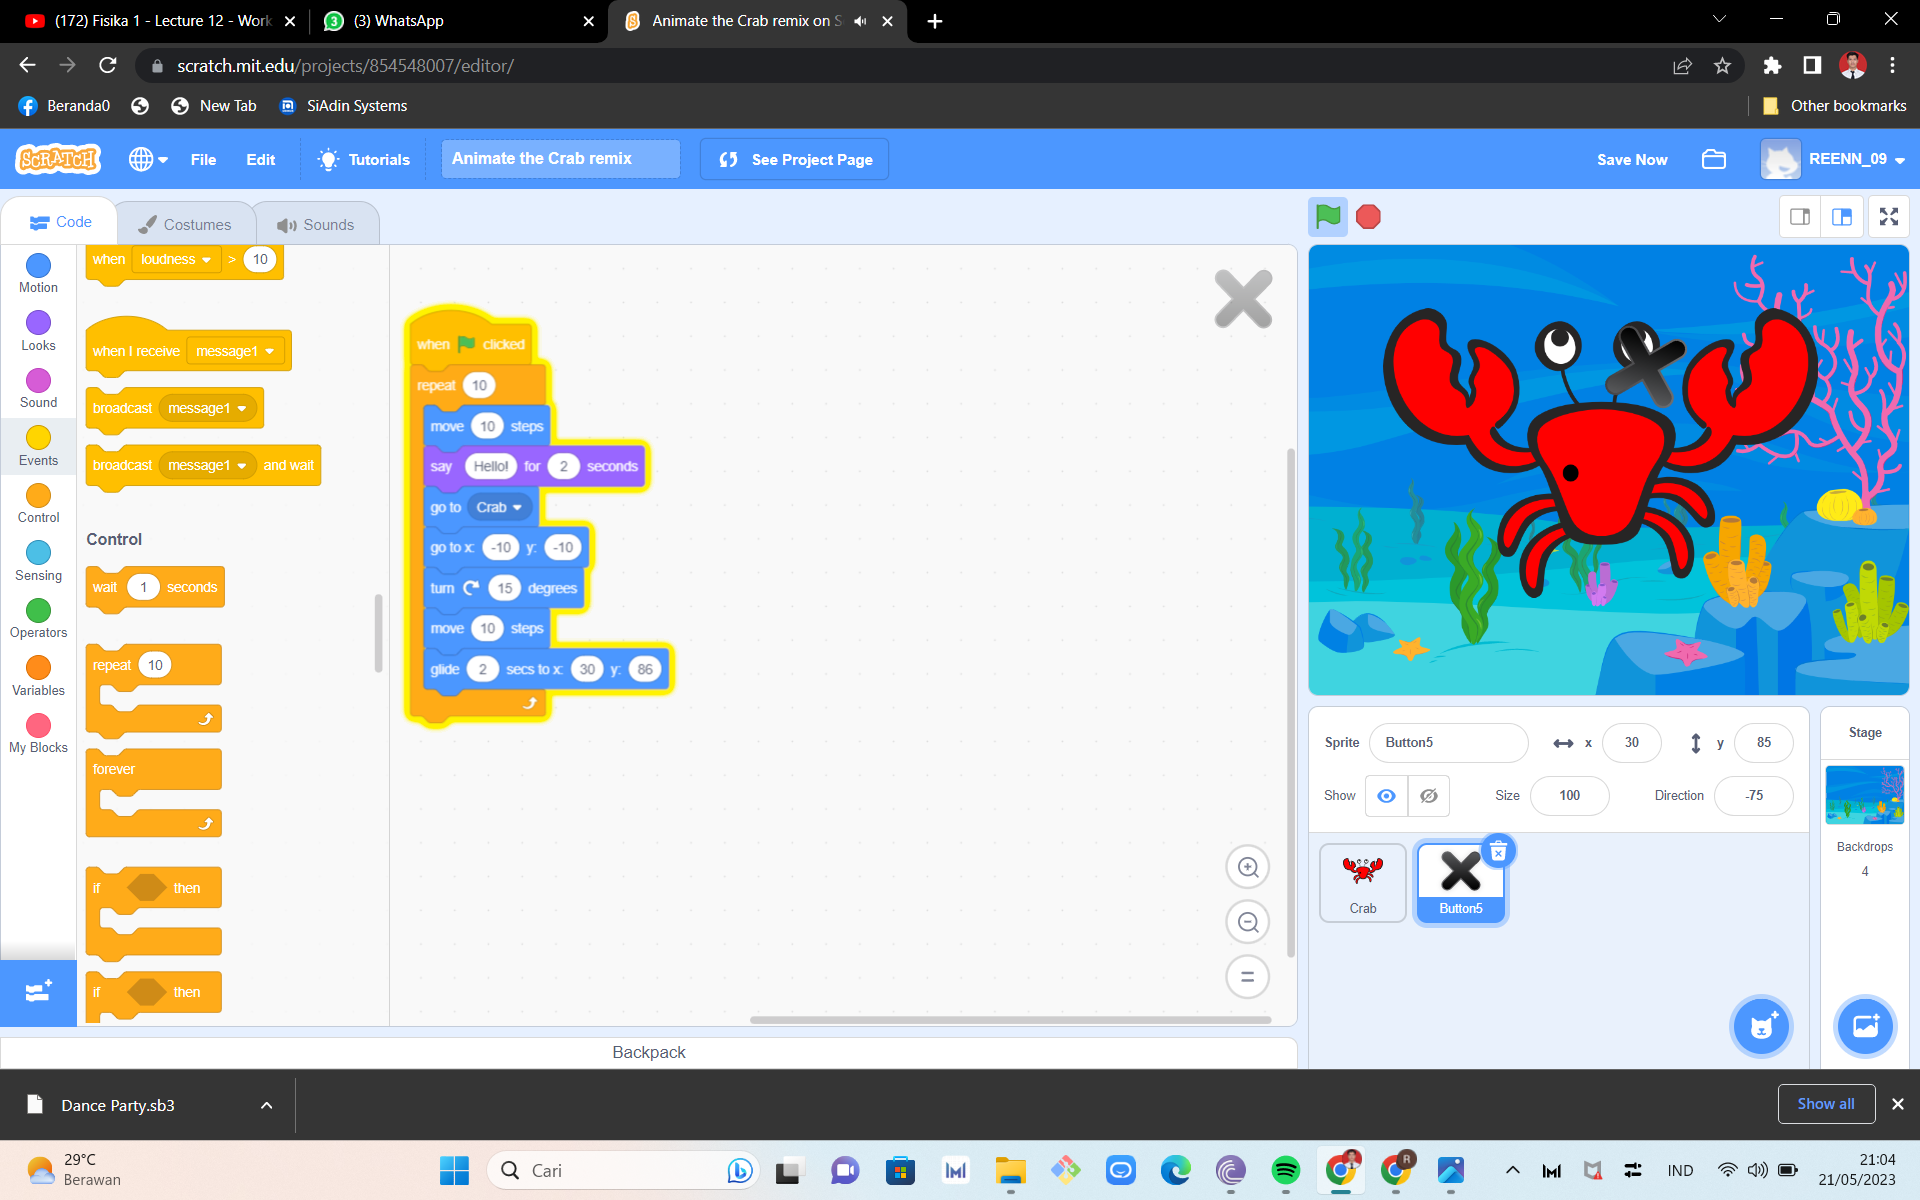 (172) Fisika 1 - Lecture 12 - Work
3 (3) WhatsApp
Animate the Crab remix on S
scratch.mit.edu/projects/854548007/editor/
Beranda0
New Tab
SiAdin Systems
Other bookmarks
SCRATCH
File
Edit
Tutorials
Animate the Crab remix
See Project Page
Save Now
REENN_09
Code
Costumes
Sounds
Motion
Looks
Sound
Events
Control
Sensing
Operators
Variables
My Blocks
when loudness > 10
when I receive message1
broadcast message1
broadcast message1 and wait
Control
wait 1 seconds
repeat 10
forever
if then
if then
when clicked
repeat 10
move 10 steps
say Hello! for 2 seconds
go to Crab
go to x: -10 y: -10
turn 15 degrees
move 10 steps
glide 2 secs to x: 30 y: 86
Sprite Button5 x 30 y 85
Show Size 100 Direction -75
Crab
Button5
Stage
Backdrops
4
Backpack
Dance Party.sb3
Show all
29°C
Berawan
Cari
R
IND
21:04
21/05/2023